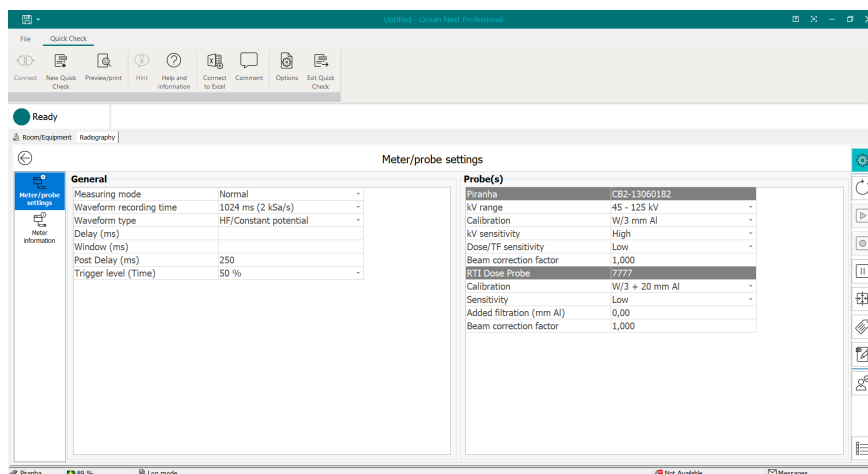 Untitled - Ocean Next Professional
File Quick Check
Connect New Quick Check Preview/print Hint Help and information Connect to Excel Comment Options Exit Quick Check
Ready
Room/Equipment Radiography
Meter/probe settings
Meter/probe settings
Meter information
General
Measuring mode Normal
Waveform recording time 1024 ms (2 kSa/s)
Waveform type HF/Constant potential
Delay (ms)
Window (ms)
Post Delay (ms) 250
Trigger level (Time) 50 %
Probe(s)
Piranha CB2-13060182
kV range 45 - 125 kV
Calibration W/3 mm Al
kV sensitivity High
Dose/TF sensitivity Low
Beam correction factor 1,000
RTI Dose Probe 7777
Calibration W/3 + 20 mm Al
Sensitivity Low
Added filtration (mm Al) 0,00
Beam correction factor 1,000
Piranha 89 % Log mode Not Available Messages